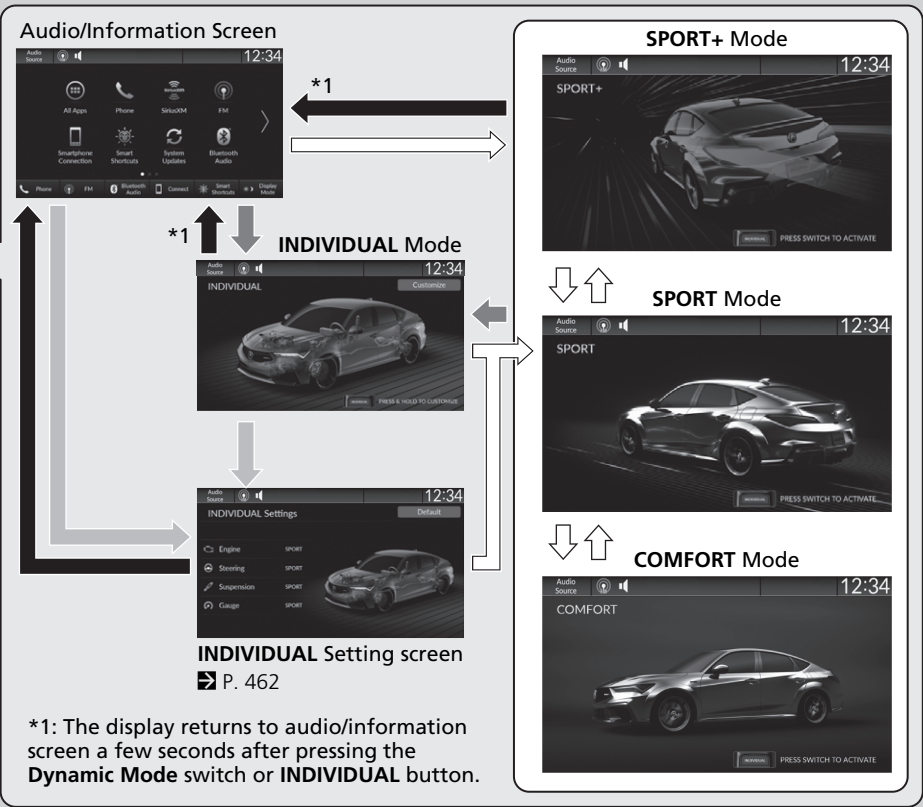 Audio/Information Screen
Audio
Source
12:34
All Apps
Phone
SiriusXM
FM
Smartphone
Connection
Smart
Shortcuts
System
Updates
Bluetooth
Audio
Phone
FM
Bluetooth
Audio
Connect
Smart
Shortcuts
Display
Mode
*1
*1
INDIVIDUAL Mode
Audio
Source
12:34
INDIVIDUAL
Customize
PRESS & HOLD TO CUSTOMIZE
Audio
Source
12:34
INDIVIDUAL Settings
Default
Engine SPORT
Steering SPORT
Suspension SPORT
Gauge SPORT
INDIVIDUAL Setting screen
P. 462
*1: The display returns to audio/information
screen a few seconds after pressing the
Dynamic Mode switch or INDIVIDUAL button.
SPORT+ Mode
Audio
Source
12:34
SPORT+
INDIVIDUAL
PRESS SWITCH TO ACTIVATE
SPORT Mode
Audio
Source
12:34
SPORT
INDIVIDUAL
PRESS SWITCH TO ACTIVATE
COMFORT Mode
Audio
Source
12:34
COMFORT
INDIVIDUAL
PRESS SWITCH TO ACTIVATE